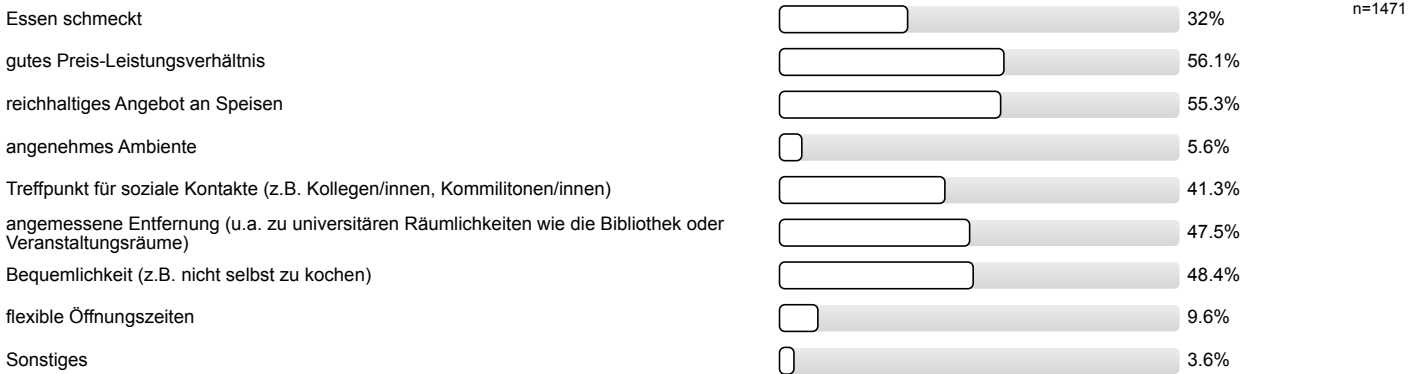 Essen schmeckt 32% n=1471
gutes Preis-Leistungsverhältnis 56.1%
reichhaltiges Angebot an Speisen 55.3%
angenehmes Ambiente 5.6%
Treffpunkt für soziale Kontakte (z.B. Kollegen/innen, Kommilitonen/innen) 41.3%
angemessene Entfernung (u.a. zu universitären Räumlichkeiten wie die Bibliothek oder
Veranstaltungsräume) 47.5%
Bequemlichkeit (z.B. nicht selbst zu kochen) 48.4%
flexible Öffnungszeiten 9.6%
Sonstiges 3.6%